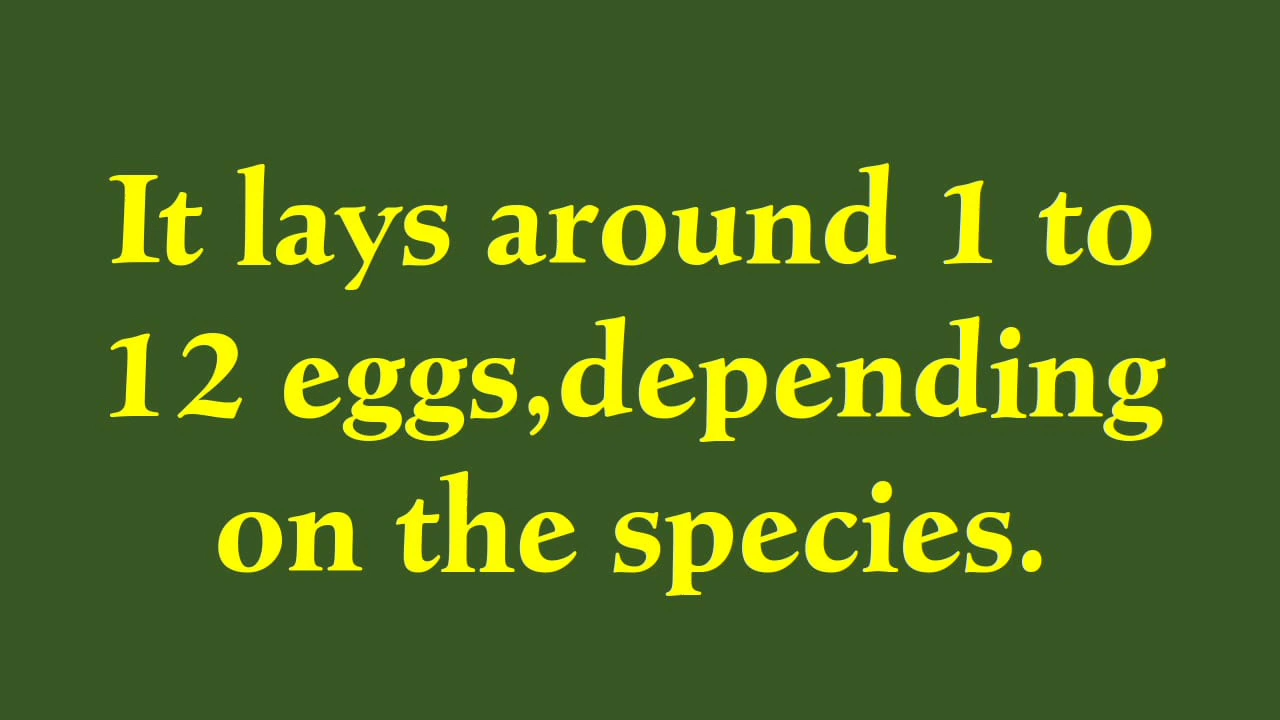 It lays around 1 to
12 eggs,depending
on the species.